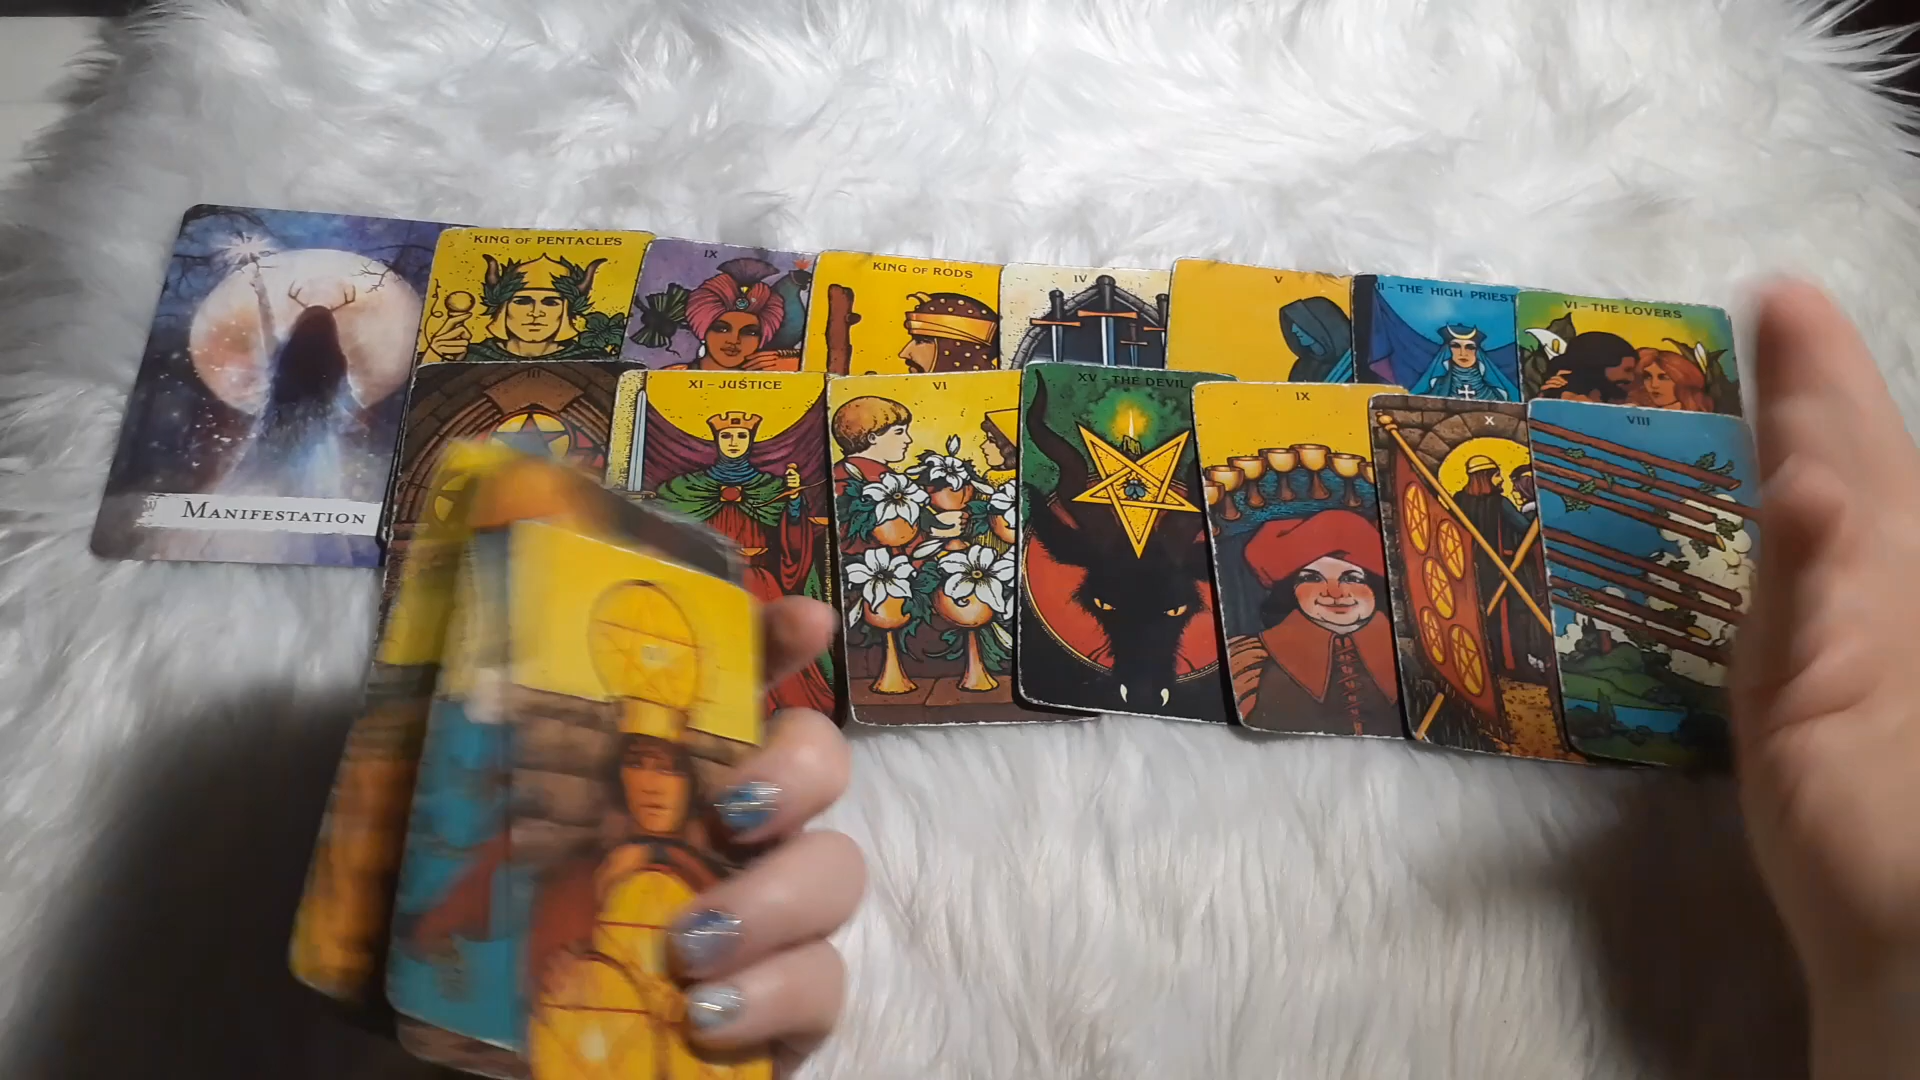 KING OF PENTACLES
IX
KING OF RODS
IV
V
II - THE HIGH PRIEST
VI - THE LOVERS
MANIFESTATION
III
XI - JUSTICE
VI
XV - THE DEVIL
IX
X
VIII